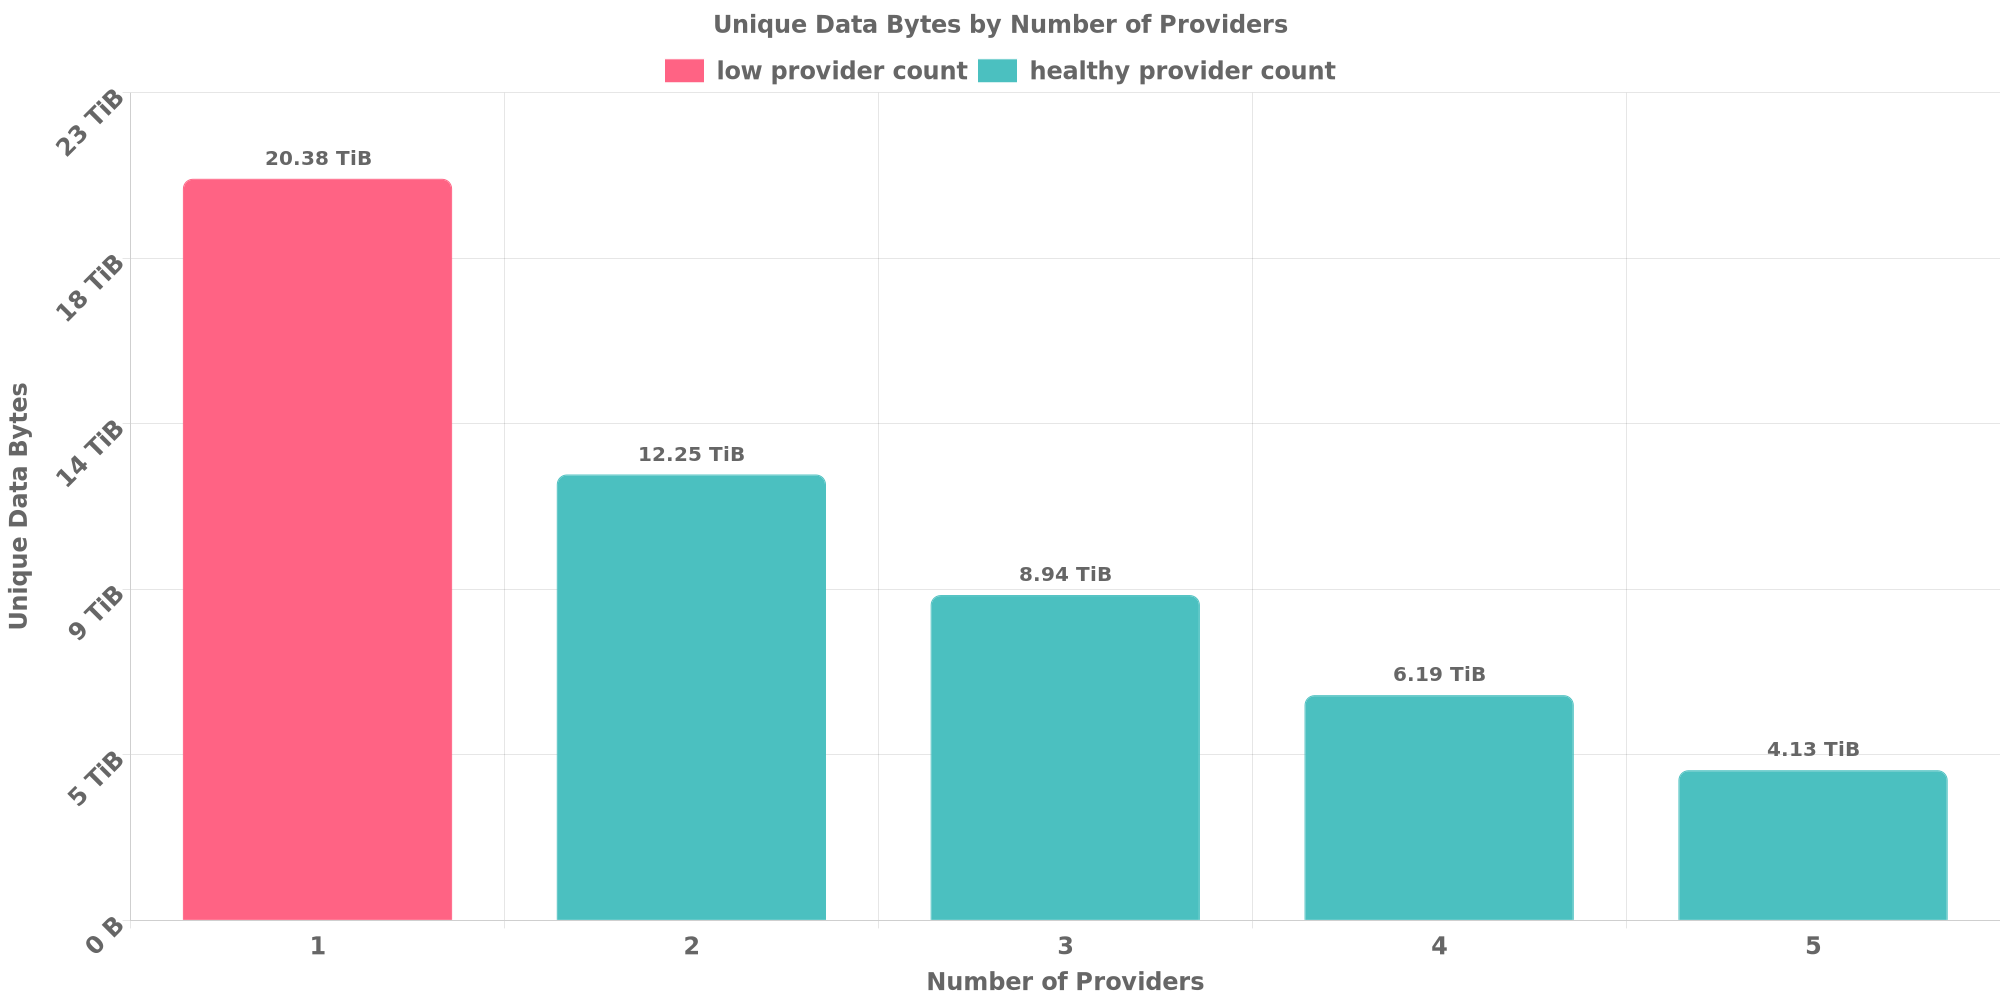 Unique Data Bytes by Number of Providers
low provider count
healthy provider count
23 TiB
18 TiB
14 TiB
9 TiB
5 TiB
0 B
Unique Data Bytes
20.38 TiB
12.25 TiB
8.94 TiB
6.19 TiB
4.13 TiB
1
2
3
4
5
Number of Providers